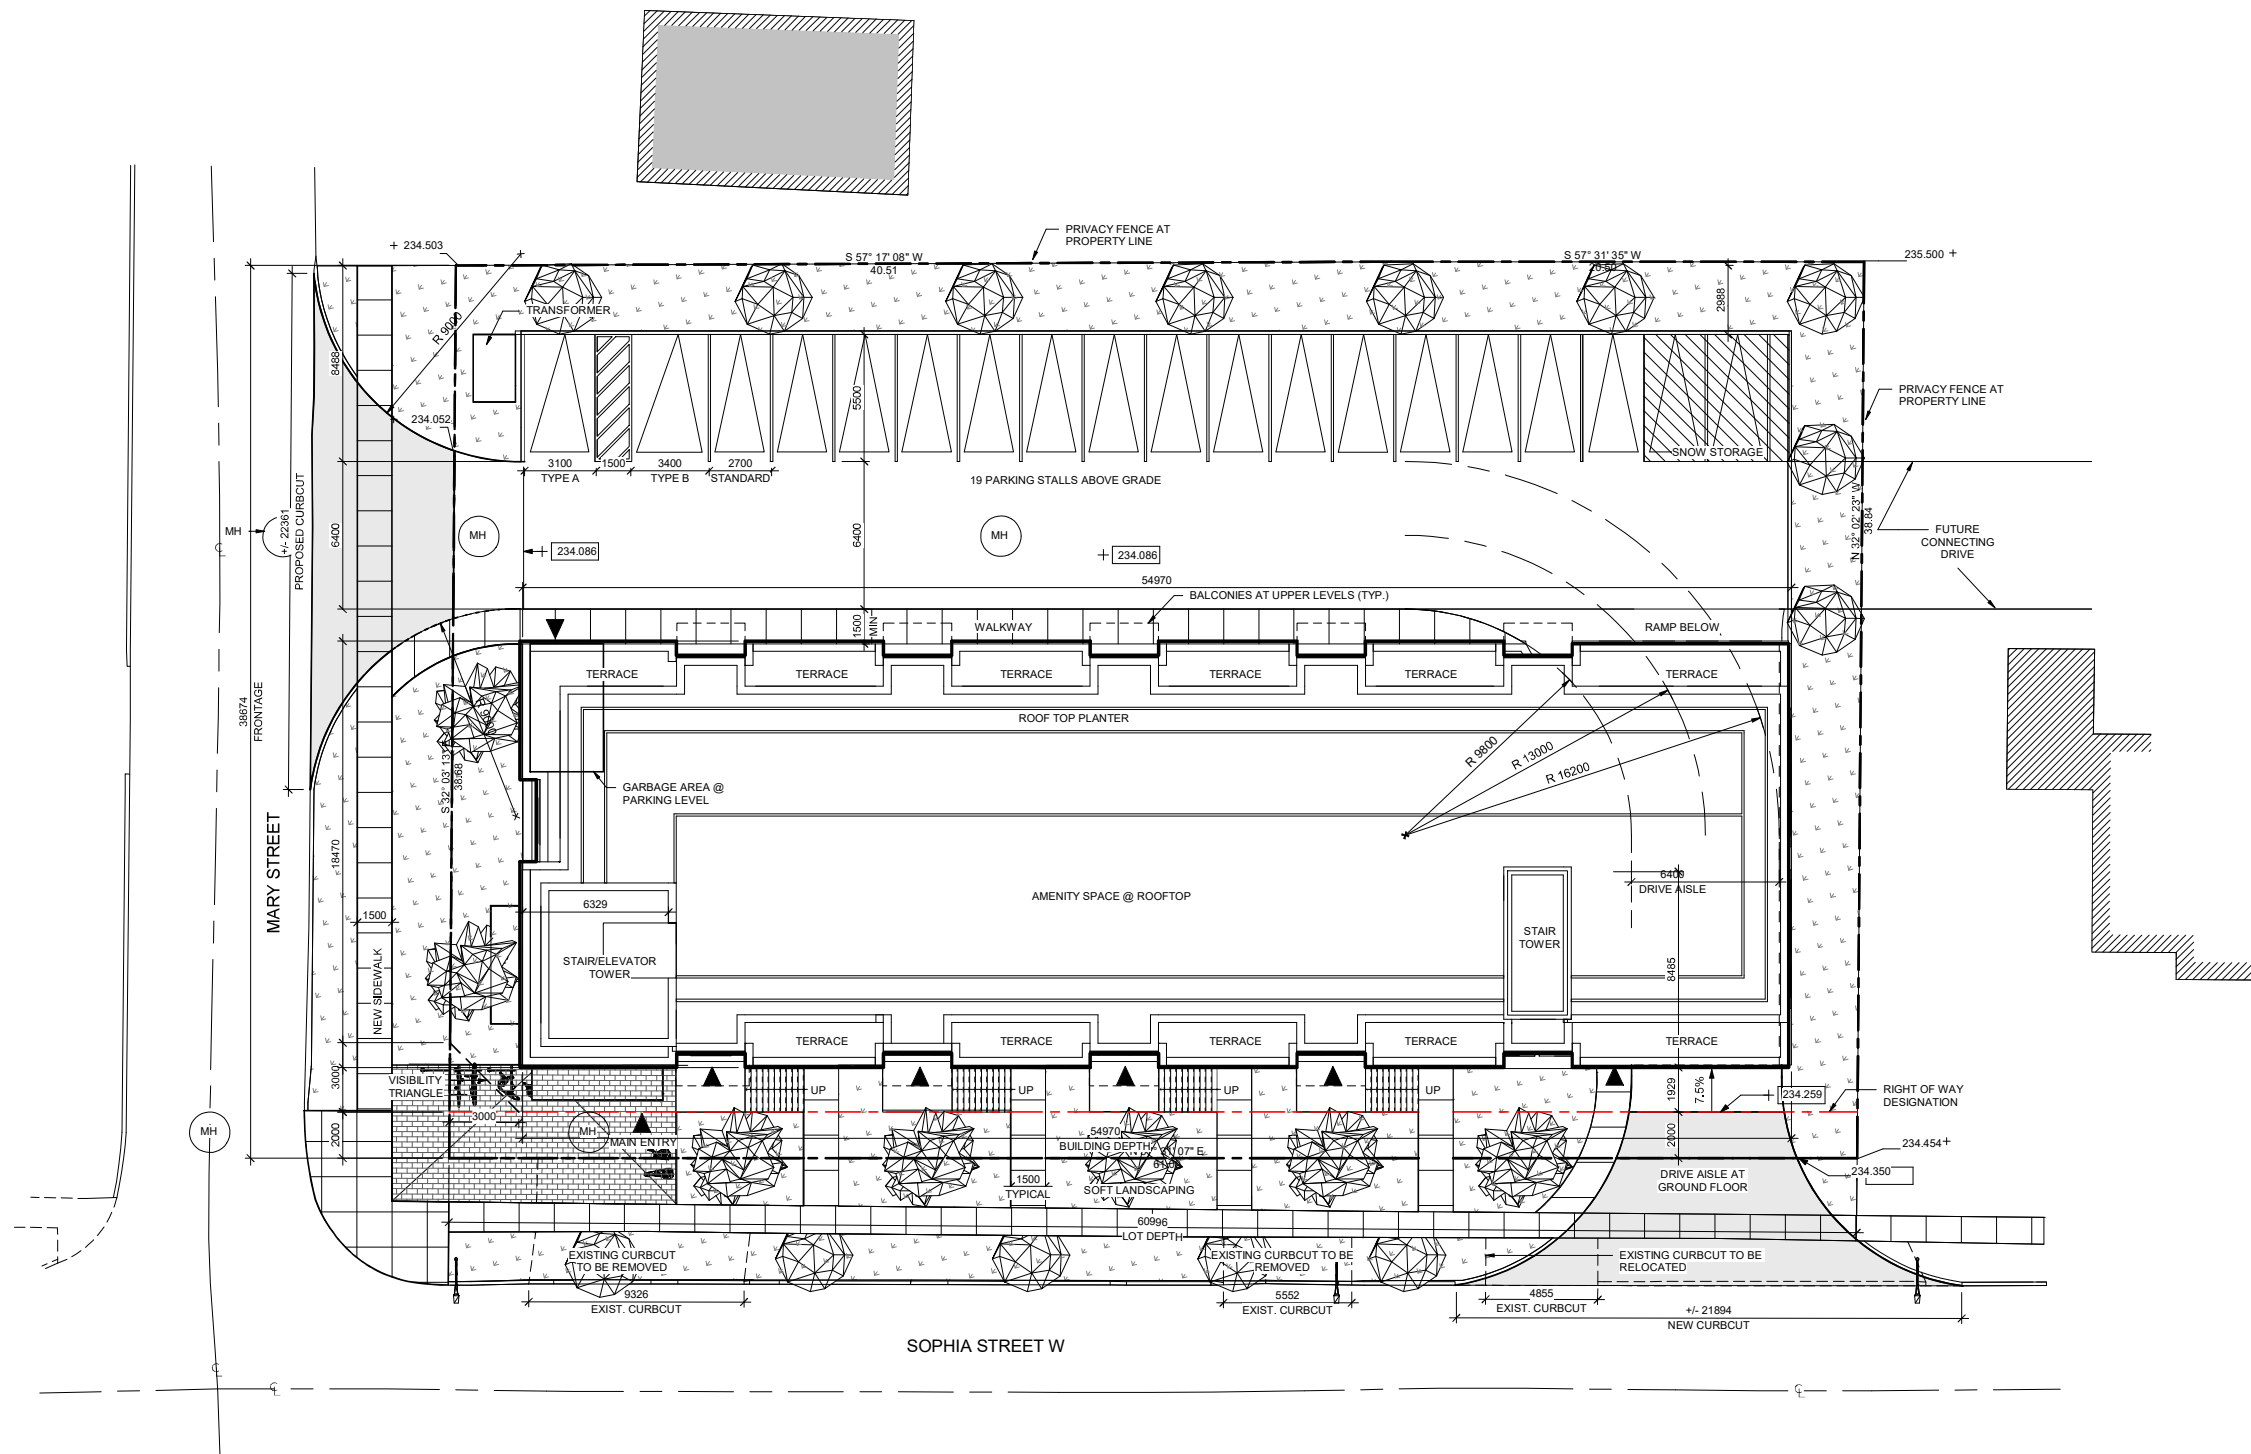 PRIVACY FENCE AT
PROPERTY LINE
234.503
S 57° 17' 08" W
40.51
S 57° 31' 35" W
235.500
2988
TRANSFORMER
R 9000
8488
234.052
5500
PRIVACY FENCE AT
PROPERTY LINE
SNOW STORAGE
3100
1500
3400
2700
TYPE A
TYPE B
STANDARD
19 PARKING STALLS ABOVE GRADE
N 32° 02' 23" W
38.84
MH
+/- 22361
PROPOSED CURBCUT
6400
MH
MH
6400
FUTURE
CONNECTING
DRIVE
234.086
234.086
54970
BALCONIES AT UPPER LEVELS (TYP.)
1500
MIN
WALKWAY
RAMP BELOW
TERRACE
TERRACE
TERRACE
TERRACE
TERRACE
TERRACE
38674
FRONTAGE
ROOF TOP PLANTER
R 9800
R 13000
R 16200
38.68
GARBAGE AREA @
PARKING LEVEL
MARY STREET
18470
6400
DRIVE AISLE
AMENITY SPACE @ ROOFTOP
6329
1500
STAIR/ELEVATOR
TOWER
STAIR
TOWER
8485
NEW SIDEWALK
TERRACE
TERRACE
TERRACE
TERRACE
TERRACE
VISIBILITY
TRIANGLE
3000
UP
UP
UP
UP
1929
7.5%
234.259
RIGHT OF WAY
DESIGNATION
3000
MH
MH
2000
MAIN ENTRY
54970
BUILDING DEPTH
2000
234.454
234.350
DRIVE AISLE AT
GROUND FLOOR
1500
TYPICAL
SOFT LANDSCAPING
60996
LOT DEPTH
EXISTING CURBCUT
TO BE REMOVED
EXISTING CURBCUT TO BE
REMOVED
EXISTING CURBCUT TO BE
RELOCATED
9326
EXIST. CURBCUT
5552
EXIST. CURBCUT
4855
EXIST. CURBCUT
+/- 21894
NEW CURBCUT
SOPHIA STREET W